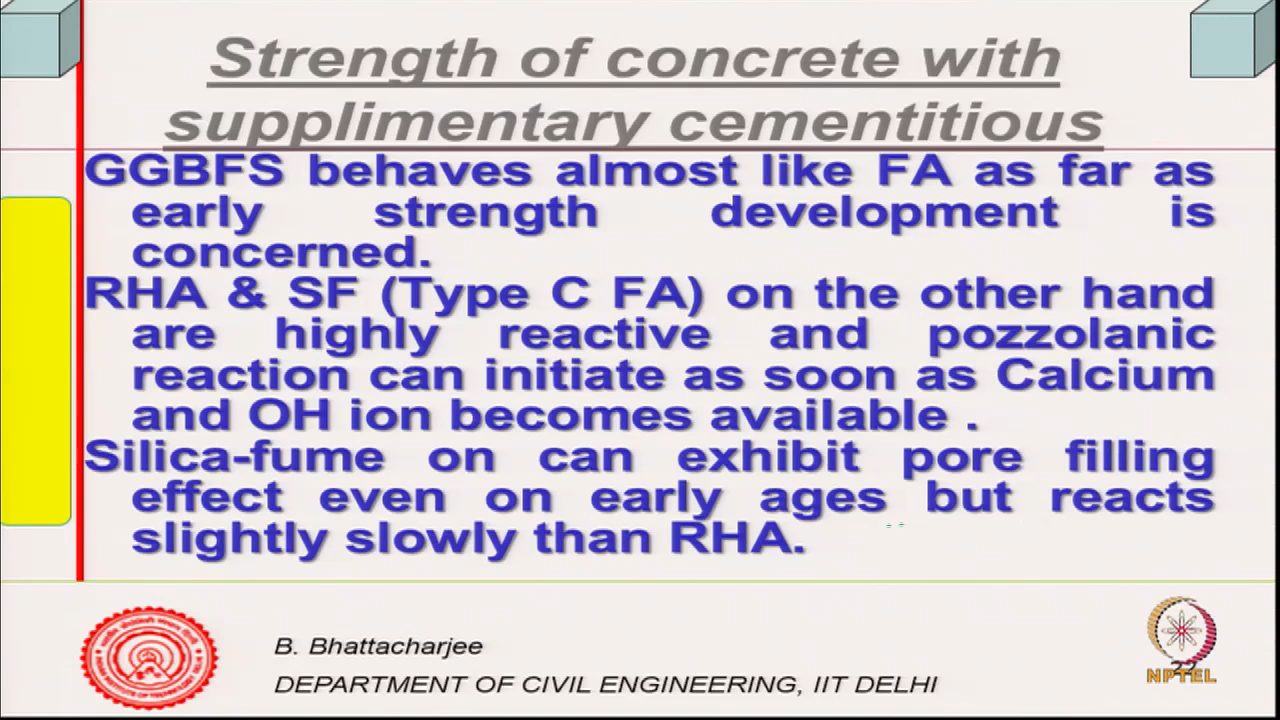 Strength of concrete with
supplimentary cementitious
GGBFS behaves almost like FA as far as
early strength development is
concerned.
RHA & SF (Type C FA) on the other hand
are highly reactive and pozzolanic
reaction can initiate as soon as Calcium
and OH ion becomes available .
Silica-fume on can exhibit pore filling
effect even on early ages but reacts
slightly slowly than RHA.
B. Bhattacharjee
DEPARTMENT OF CIVIL ENGINEERING, IIT DELHI
NPTEL